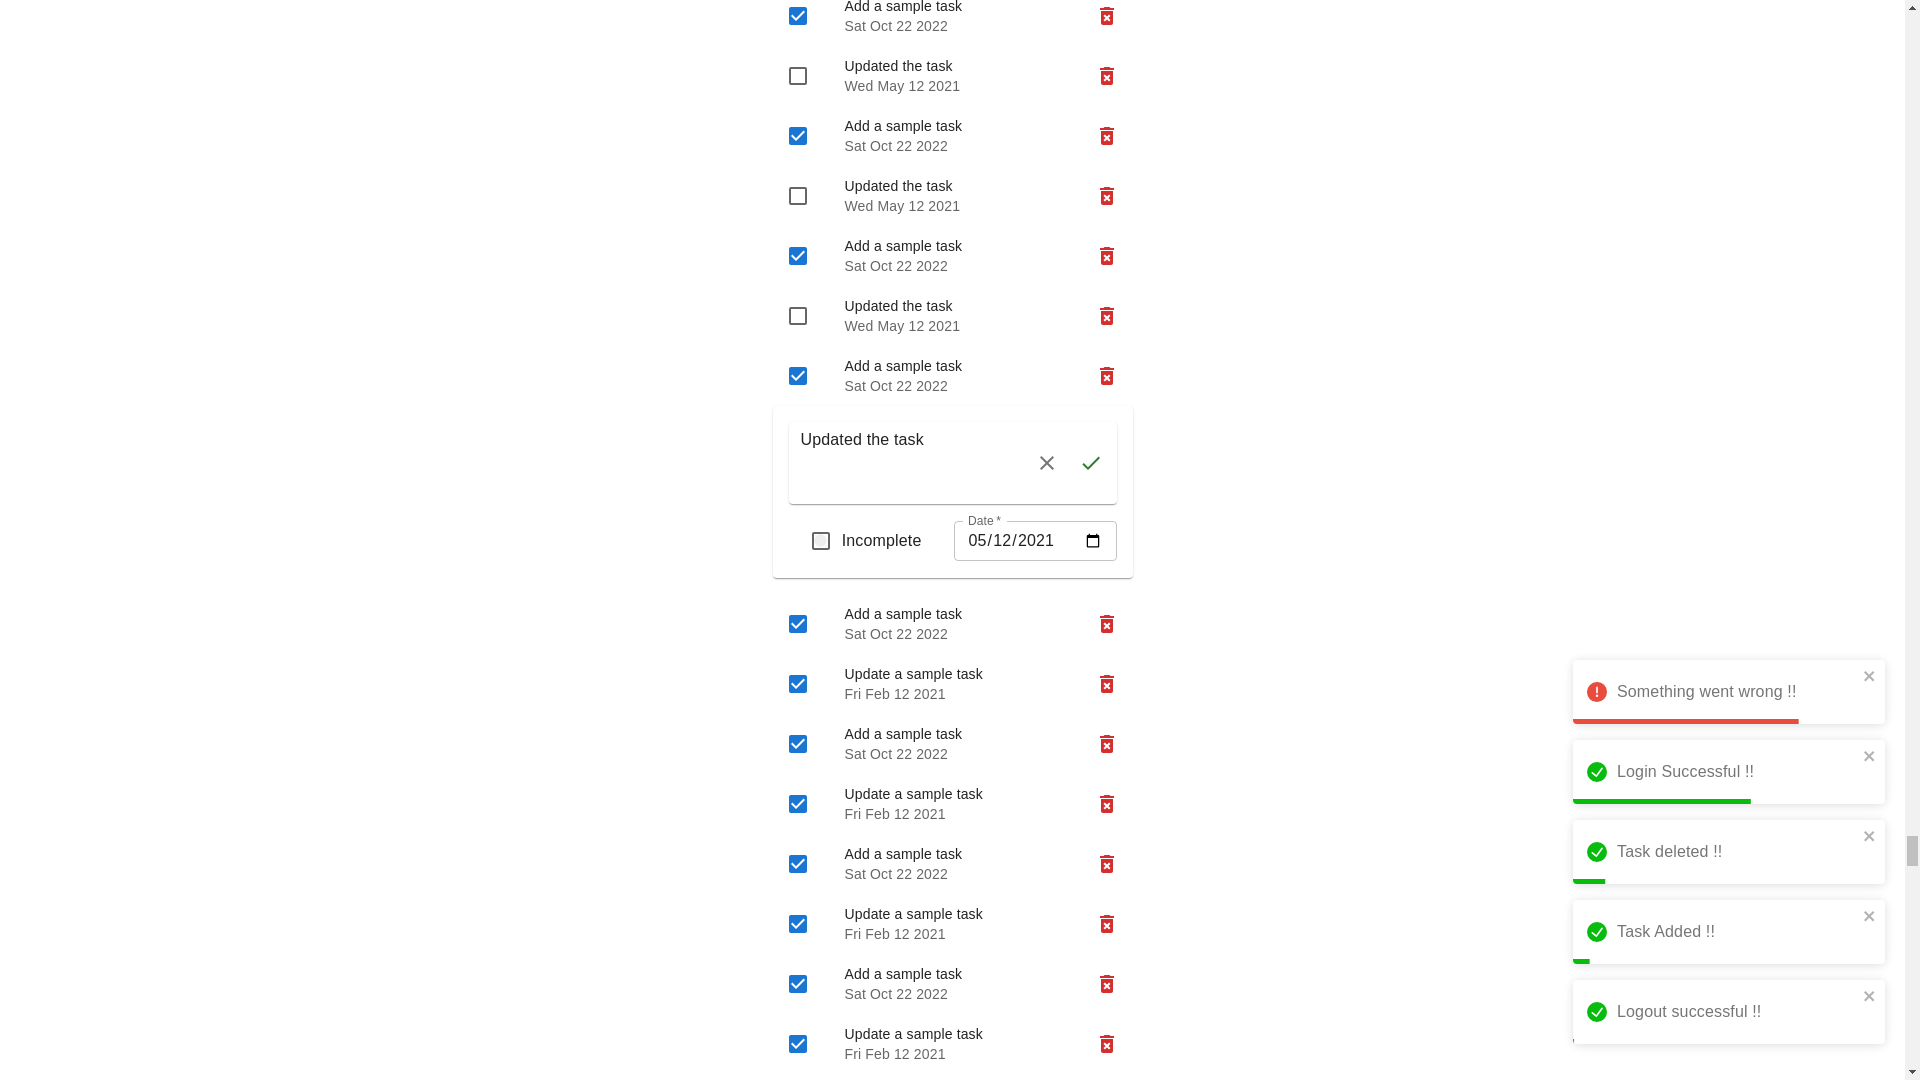 Add a sample task
Sat Oct 22 2022
Updated the task
Wed May 12 2021
Add a sample task
Sat Oct 22 2022
Updated the task
Wed May 12 2021
Add a sample task
Sat Oct 22 2022
Updated the task
Wed May 12 2021
Add a sample task
Sat Oct 22 2022
Updated the task
Incomplete
Date *
05/12/2021
Add a sample task
Sat Oct 22 2022
Update a sample task
Fri Feb 12 2021
Add a sample task
Sat Oct 22 2022
Update a sample task
Fri Feb 12 2021
Add a sample task
Sat Oct 22 2022
Update a sample task
Fri Feb 12 2021
Add a sample task
Sat Oct 22 2022
Update a sample task
Fri Feb 12 2021
Something went wrong !!
Login Successful !!
Task deleted !!
Task Added !!
Logout successful !!